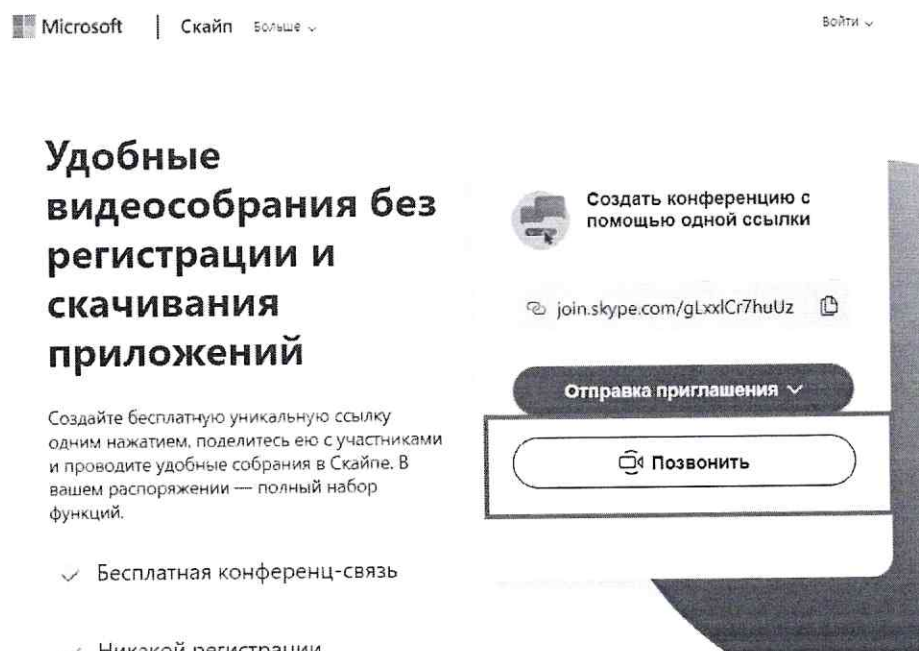 Microsoft | Скайп Больше
Войти
Удобные
видеособрания без
регистрации и
скачивания
приложений
Создайте бесплатную уникальную ссылку
одним нажатием, поделитесь ею с участниками
и проводите удобные собрания в Скайпе. В
вашем распоряжении — полный набор
функций.
Бесплатная конференц-связь
Никакой регистрации
Создать конференцию с
помощью одной ссылки
join.skype.com/gLxxlCr7huUz
Отправка приглашения
Позвонить